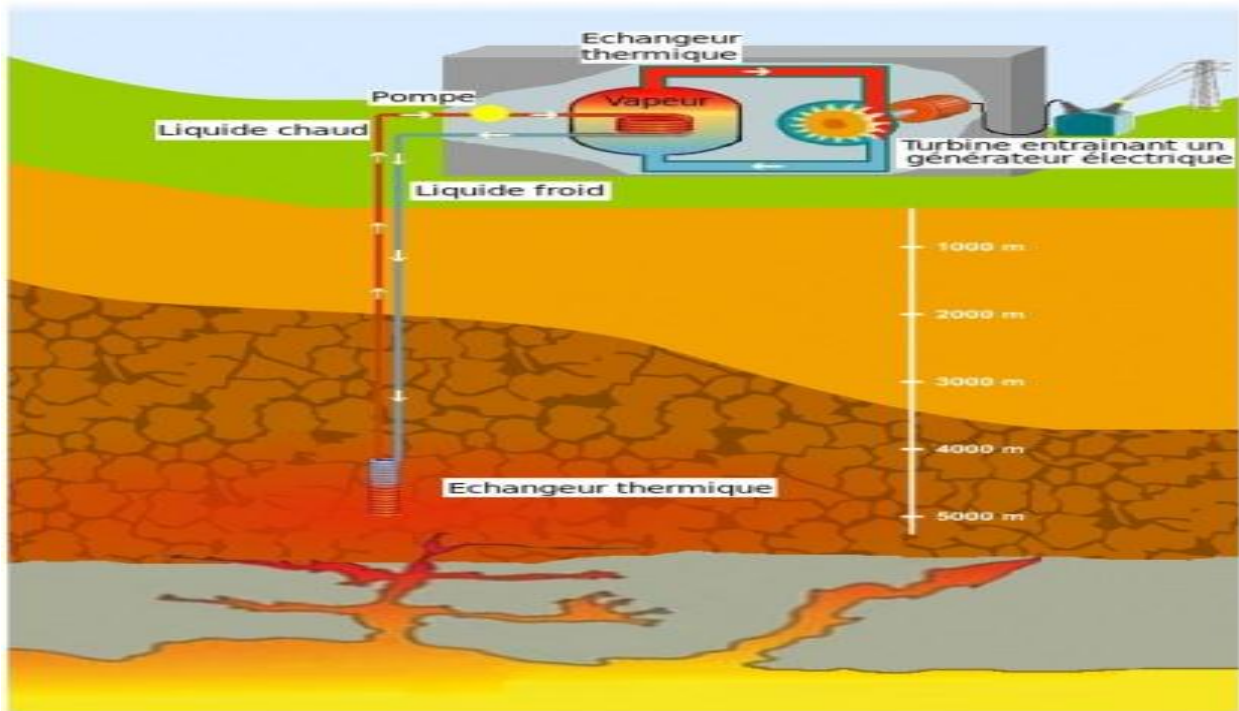 Echangeur
thermique
Pompe
Vapeur
Liquide chaud
Turbine entrainant un
générateur électrique
Liquide froid
1000 m
2000 m
3000 m
4000 m
Echangeur thermique
5000 m